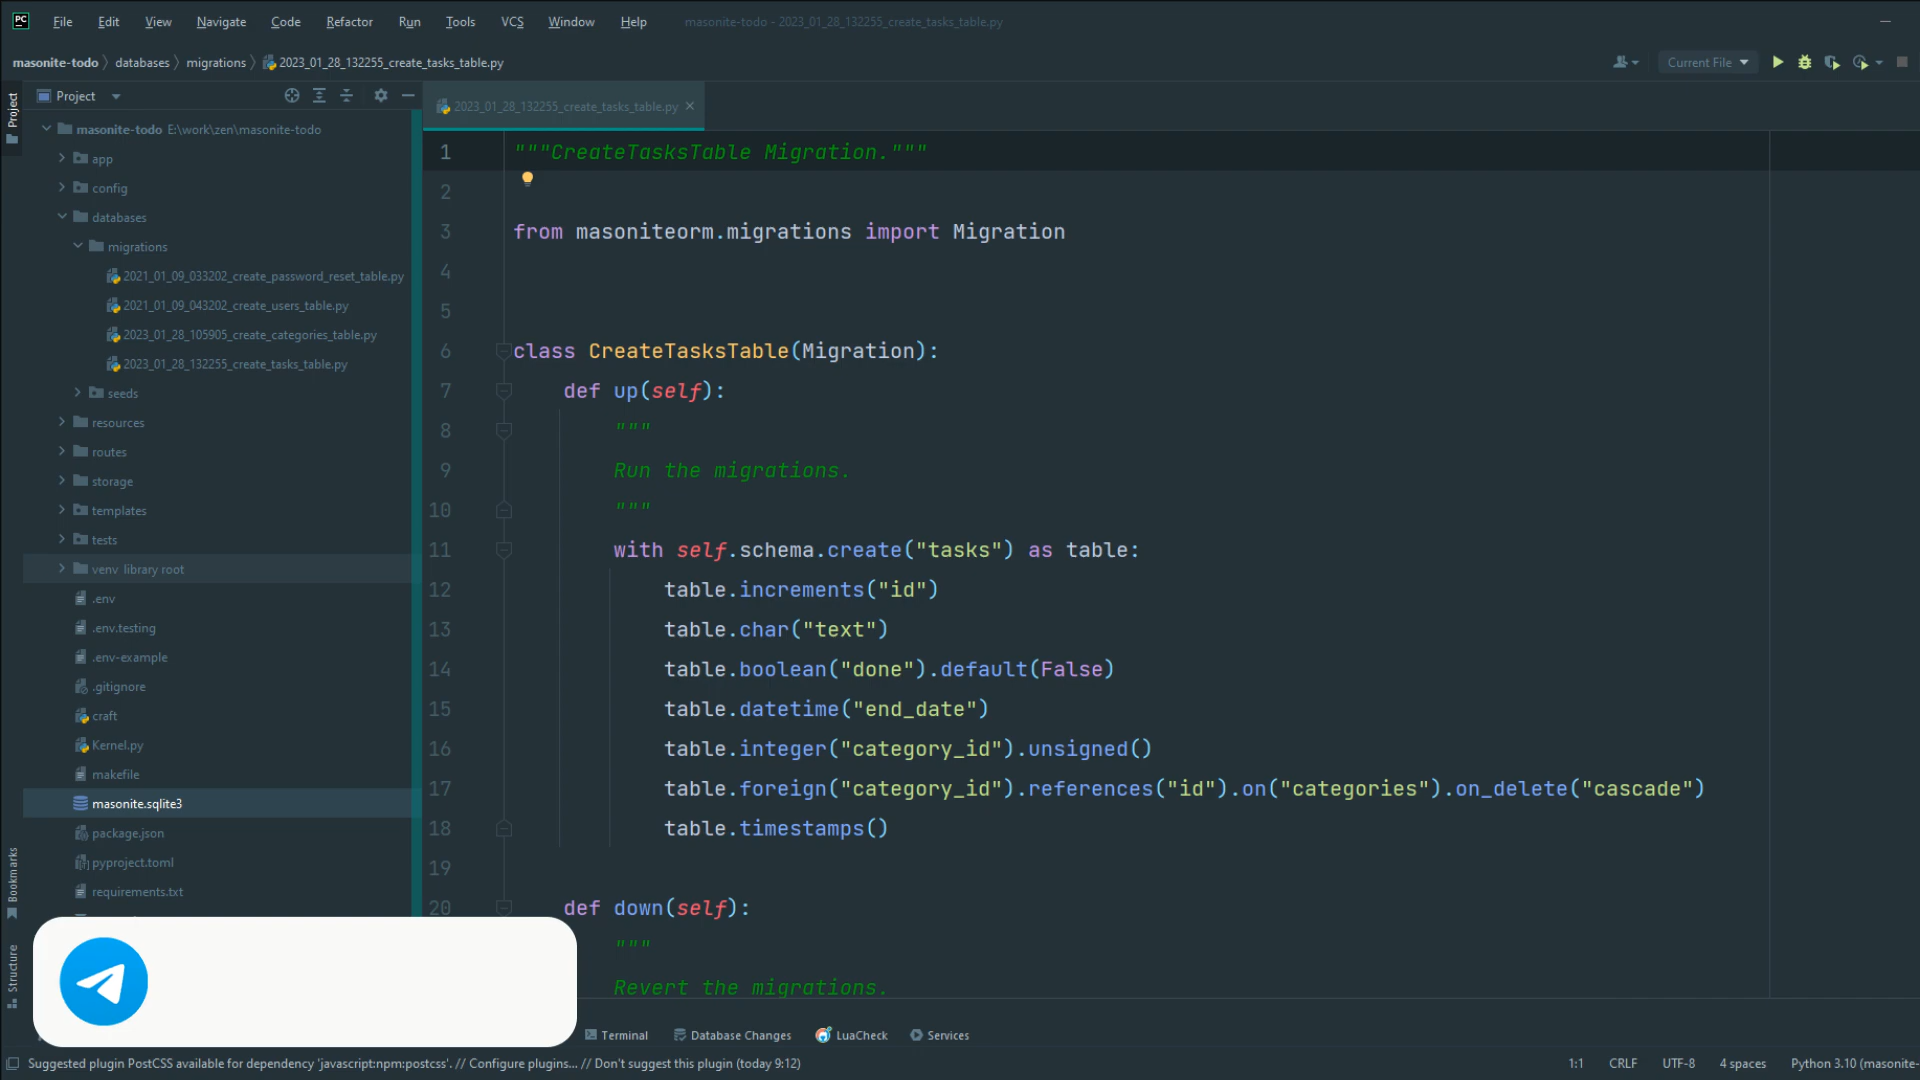 PC File Edit View Navigate Code Refactor Run Tools VCS Window Help masonite-todo - 2023_01_28_132255_create_tasks_table.py
masonite-todo databases migrations 2023_01_28_132255_create_tasks_table.py
Current File
Project
Project
2023_01_28_132255_create_tasks_table.py
masonite-todo E:\work\zen\masonite-todo
app
config
databases
migrations
2021_01_09_033202_create_password_reset_table.py
2021_01_09_043202_create_users_table.py
2023_01_28_105905_create_categories_table.py
2023_01_28_132255_create_tasks_table.py
seeds
resources
routes
storage
templates
tests
venv library root
.env
.env.testing
.env-example
.gitignore
craft
Kernel.py
makefile
masonite.sqlite3
package.json
pyproject.toml
requirements.txt
Bookmarks
Structure
1 """CreateTasksTable Migration."""
2
3 from masoniteorm.migrations import Migration
4
5
6 class CreateTasksTable(Migration):
7 def up(self):
8 """
9 Run the migrations.
10 """
11 with self.schema.create("tasks") as table:
12 table.increments("id")
13 table.char("text")
14 table.boolean("done").default(False)
15 table.datetime("end_date")
16 table.integer("category_id").unsigned()
17 table.foreign("category_id").references("id").on("categories").on_delete("cascade")
18 table.timestamps()
19
20 def down(self):
"""
Revert the migrations.
Terminal Database Changes LuaCheck Services
Suggested plugin PostCSS available for dependency 'javascript:npm:postcss'. // Configure plugins... // Don't suggest this plugin (today 9:12)
1:1 CRLF UTF-8 4 spaces Python 3.10 (masonite-